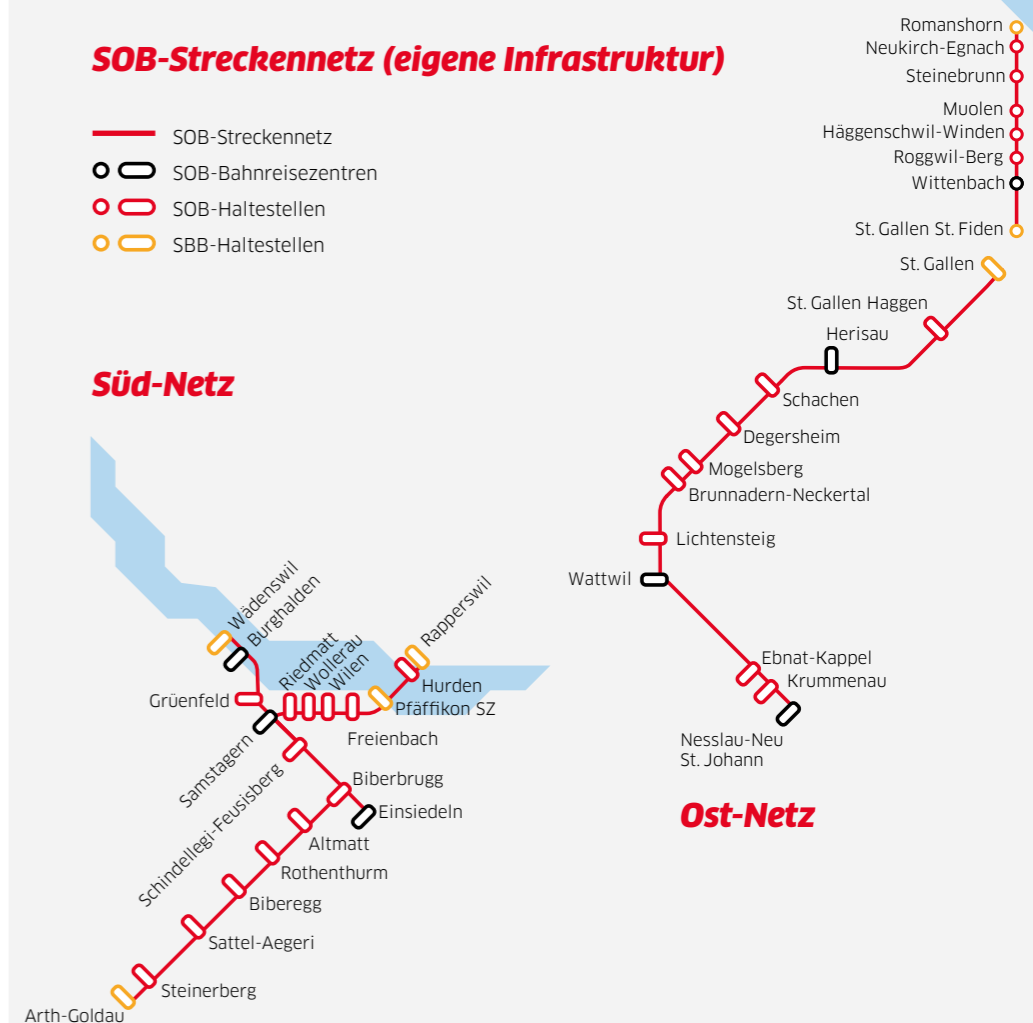 SOB-Streckennetz (eigene Infrastruktur)
SOB-Streckennetz
SOB-Bahnreisezentren
SOB-Haltestellen
SBB-Haltestellen
Romanshorn
Neukirch-Egnach
Steinebrunn
Muolen
Häggenschwil-Winden
Roggwil-Berg
Wittenbach
St. Gallen St. Fiden
St. Gallen
St. Gallen Haggen
Herisau
Schachen
Degersheim
Mogelsberg
Brunnadern-Neckertal
Lichtensteig
Wattwil
Ebnat-Kappel
Krummenau
Nesslau-Neu
St. Johann
Ost-Netz
Süd-Netz
Wädenswil
Burghalden
Grüenfeld
Samstagern
Riedmatt
Wollerau
Wilen
Freienbach
Pfäffikon SZ
Hurden
Rapperswil
Schindellegi-Feusisberg
Biberbrugg
Einsiedeln
Altmatt
Rothenthurm
Biberegg
Sattel-Aegeri
Steinerberg
Arth-Goldau